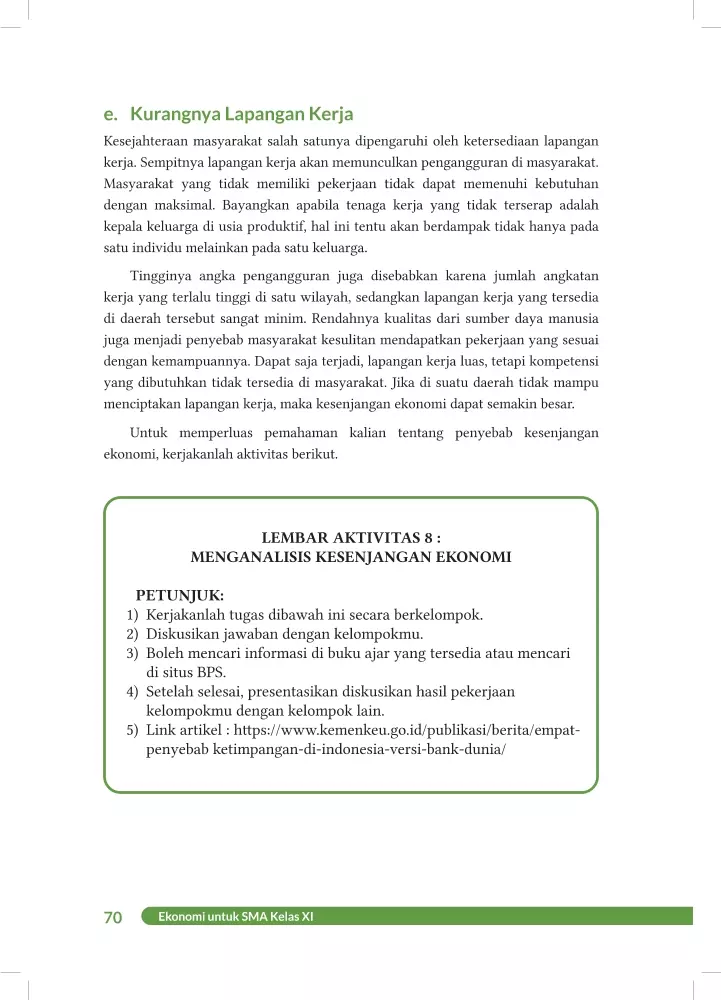 e. Kurangnya Lapangan Kerja
Kesejahteraan masyarakat salah satunya dipengaruhi oleh ketersediaan lapangan
kerja. Sempitnya lapangan kerja akan memunculkan pengangguran di masyarakat.
Masyarakat yang tidak memiliki pekerjaan tidak dapat memenuhi kebutuhan
dengan maksimal. Bayangkan apabila tenaga kerja yang tidak terserap adalah
kepala keluarga di usia produktif, hal ini tentu akan berdampak tidak hanya pada
satu individu melainkan pada satu keluarga.
Tingginya angka pengangguran juga disebabkan karena jumlah angkatan
kerja yang terlalu tinggi di satu wilayah, sedangkan lapangan kerja yang tersedia
di daerah tersebut sangat minim. Rendahnya kualitas dari sumber daya manusia
juga menjadi penyebab masyarakat kesulitan mendapatkan pekerjaan yang sesuai
dengan kemampuannya. Dapat saja terjadi, lapangan kerja luas, tetapi kompetensi
yang dibutuhkan tidak tersedia di masyarakat. Jika di suatu daerah tidak mampu
menciptakan lapangan kerja, maka kesenjangan ekonomi dapat semakin besar.
Untuk memperluas pemahaman kalian tentang penyebab kesenjangan
ekonomi, kerjakanlah aktivitas berikut.
LEMBAR AKTIVITAS 8 :
MENGANALISIS KESENJANGAN EKONOMI
PETUNJUK:
1) Kerjakanlah tugas dibawah ini secara berkelompok.
2) Diskusikan jawaban dengan kelompokmu.
3) Boleh mencari informasi di buku ajar yang tersedia atau mencari
di situs BPS.
4) Setelah selesai, presentasikan diskusikan hasil pekerjaan
kelompokmu dengan kelompok lain.
5) Link artikel : https://www.kemenkeu.go.id/publikasi/berita/empat-
penyebab ketimpangan-di-indonesia-versi-bank-dunia/
70 Ekonomi untuk SMA Kelas XI